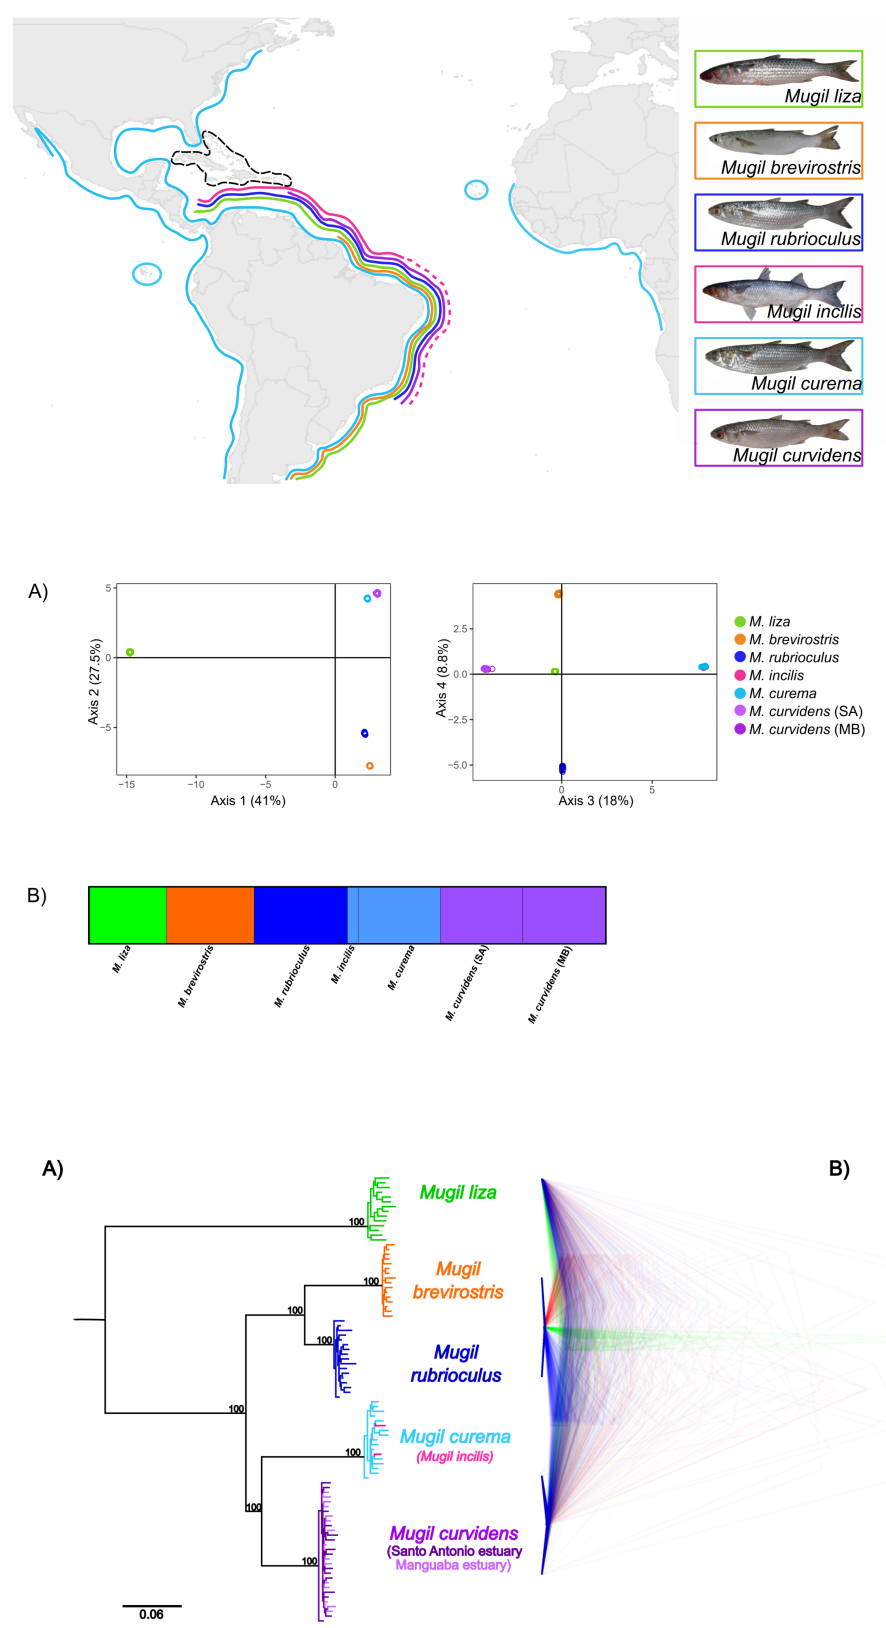 Mugil liza
Mugil brevirostris
Mugil rubrioculus
Mugil incilis
Mugil curema
Mugil curvidens
A)
5
0
−5
−15
−10
−5
0
Axis 1 (41%)
Axis 2 (27.5%)
2.5
0.0
−2.5
−5.0
0
5
Axis 3 (18%)
Axis 4 (8.8%)
M. liza
M. brevirostris
M. rubrioculus
M. incilis
M. curema
M. curvidens (SA)
M. curvidens (MB)
B)
M. liza
M. brevirostris
M. rubrioculus
M. incilis
M. curema
M. curvidens (SA)
M. curvidens (MB)
A)
B)
Mugil liza
100
Mugil
brevirostris
100
100
100
Mugil
rubrioculus
100
Mugil curema
(Mugil incilis)
100
100
Mugil curvidens
(Santo Antonio estuary
Manguaba estuary)
100
0.06